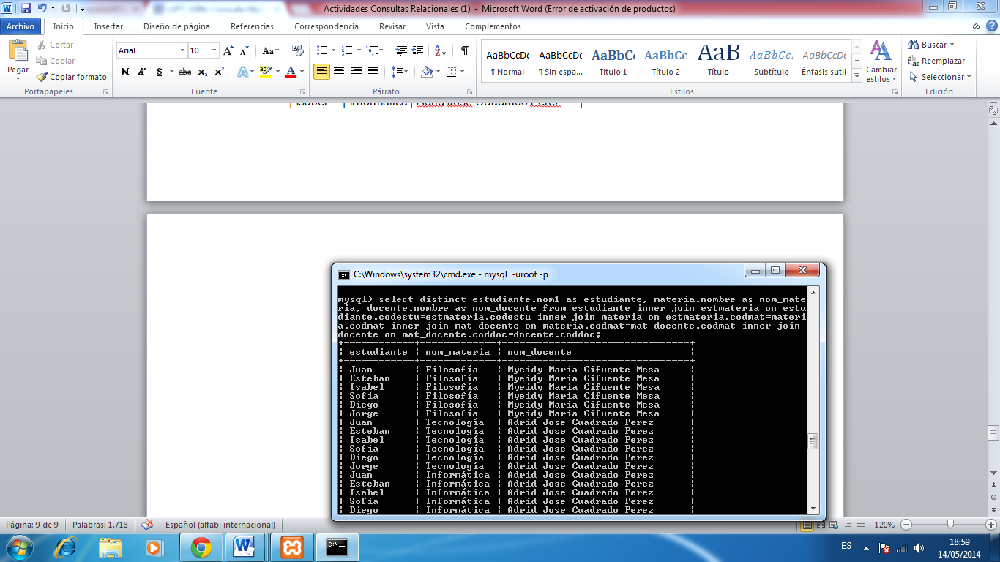 Actividades Consultas Relacionales (1) - Microsoft Word (Error de activación de productos)
Archivo Inicio Insertar Diseño de página Referencias Correspondencia Revisar Vista Complementos
Pegar
Cortar
Copiar
Copiar formato
Portapapeles
Arial 10
Fuente
Párrafo
AaBbCcDc AaBbCcDc AaBbCc AaBbCc AaB AaBbCc. AaBbCcDc
¶ Normal ¶ Sin espa... Título 1 Título 2 Título Subtítulo Énfasis sutil
Estilos
Cambiar estilos
Buscar
Reemplazar
Seleccionar
Edición
Isabel | Informática | Adrid Jose Cuadrado Perez |
C:\Windows\system32\cmd.exe - mysql -uroot -p
mysql> select distinct estudiante.nom1 as estudiante, materia.nombre as nom_mate
ria, docente.nombre as nom_docente from estudiante inner join estmateria on estu
diante.codestu=estmateria.codestu inner join materia on estmateria.codmat=materi
a.codmat inner join mat_docente on materia.codmat=mat_docente.codmat inner join
docente on mat_docente.coddoc=docente.coddoc;
+------------+-------------+--------------------------------+
| estudiante | nom_materia | nom_docente |
+------------+-------------+--------------------------------+
| Juan | Filosofía | Myeidy Maria Cifuente Mesa |
| Esteban | Filosofía | Myeidy Maria Cifuente Mesa |
| Isabel | Filosofía | Myeidy Maria Cifuente Mesa |
| Sofia | Filosofía | Myeidy Maria Cifuente Mesa |
| Diego | Filosofía | Myeidy Maria Cifuente Mesa |
| Jorge | Filosofía | Myeidy Maria Cifuente Mesa |
| Juan | Tecnología | Adrid Jose Cuadrado Perez |
| Esteban | Tecnología | Adrid Jose Cuadrado Perez |
| Isabel | Tecnología | Adrid Jose Cuadrado Perez |
| Sofia | Tecnología | Adrid Jose Cuadrado Perez |
| Diego | Tecnología | Adrid Jose Cuadrado Perez |
| Jorge | Tecnología | Adrid Jose Cuadrado Perez |
| Juan | Informática | Adrid Jose Cuadrado Perez |
| Esteban | Informática | Adrid Jose Cuadrado Perez |
| Isabel | Informática | Adrid Jose Cuadrado Perez |
| Sofia | Informática | Adrid Jose Cuadrado Perez |
| Diego | Informática | Adrid Jose Cuadrado Perez |
Página: 9 de 9 Palabras: 1.718 Español (alfab. internacional) 120%
ES 18:59
14/05/2014